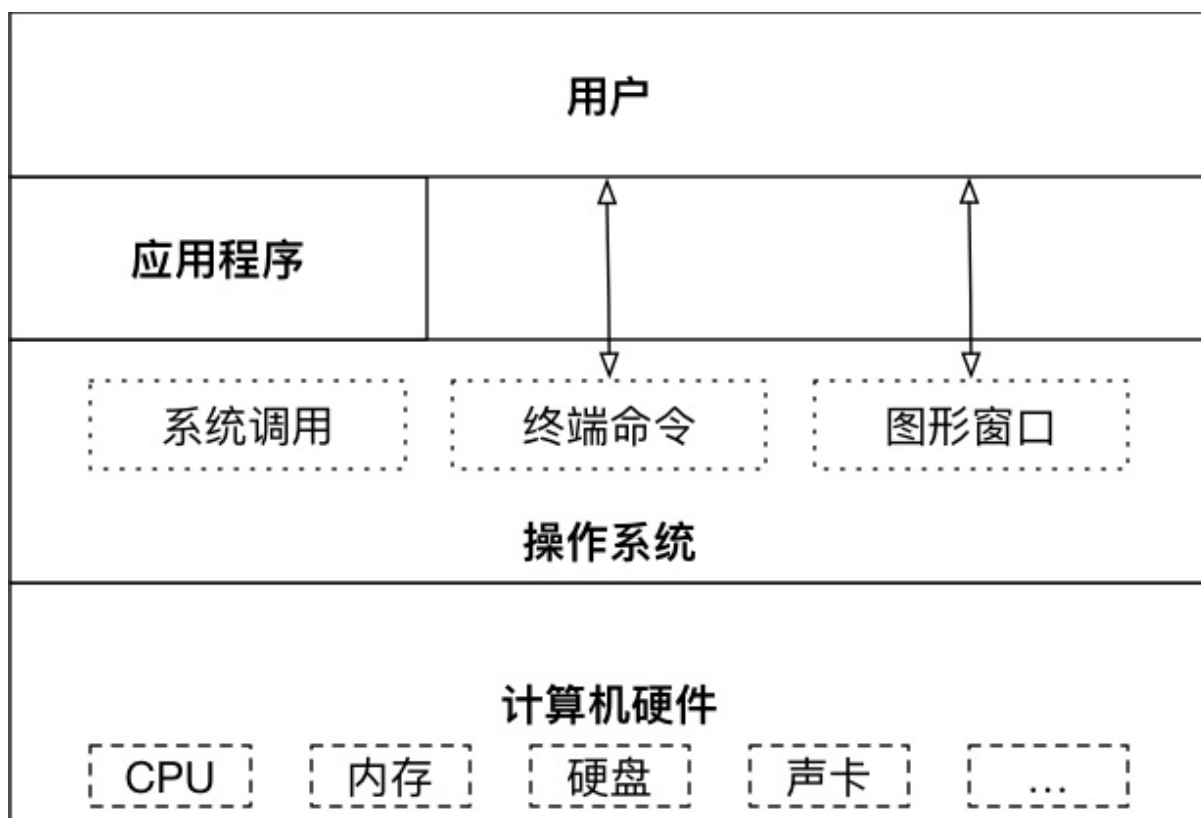 用户
应用程序
系统调用 终端命令 图形窗口
操作系统
计算机硬件
CPU 内存 硬盘 声卡 ...